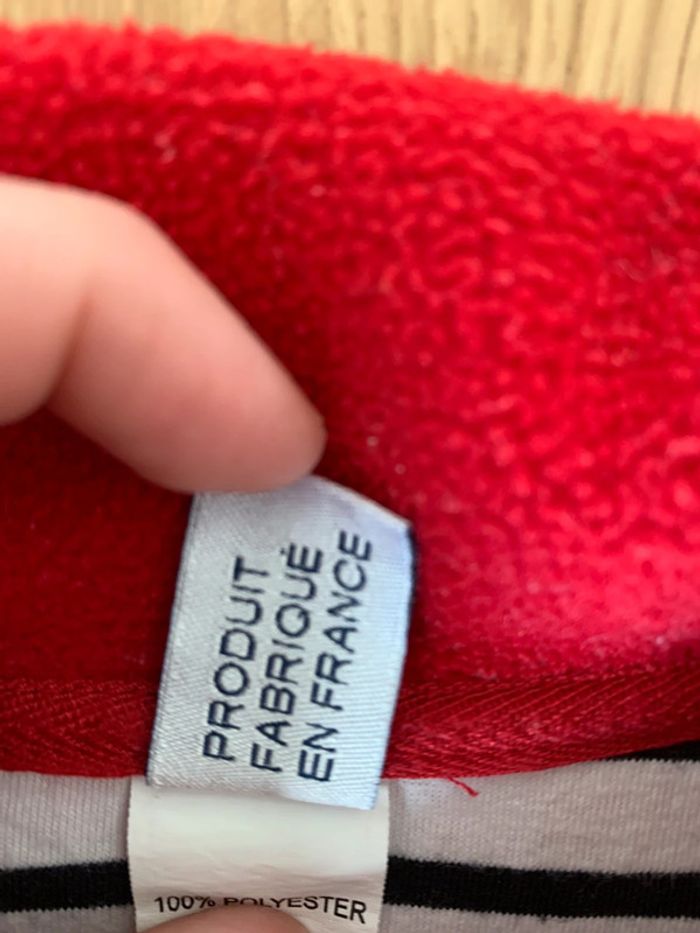 PRODUIT
FABRIQUÉ
EN FRANCE
100% POLYESTER